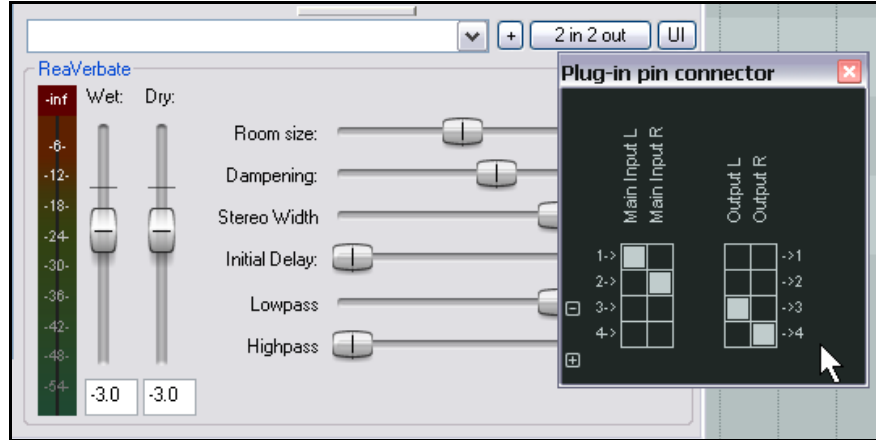 + 2 in 2 out UI
ReaVerbate
Plug-in pin connector
-inf Wet: Dry:
Room size:
Dampening:
Stereo Width
Initial Delay:
Lowpass
Highpass
-6-
-12-
-18-
-24-
-30-
-36-
-42-
-48-
-54-
-3.0 -3.0
Main Input L
Main Input R
Output L
Output R
1-> ->1
2-> ->2
3-> ->3
4-> ->4